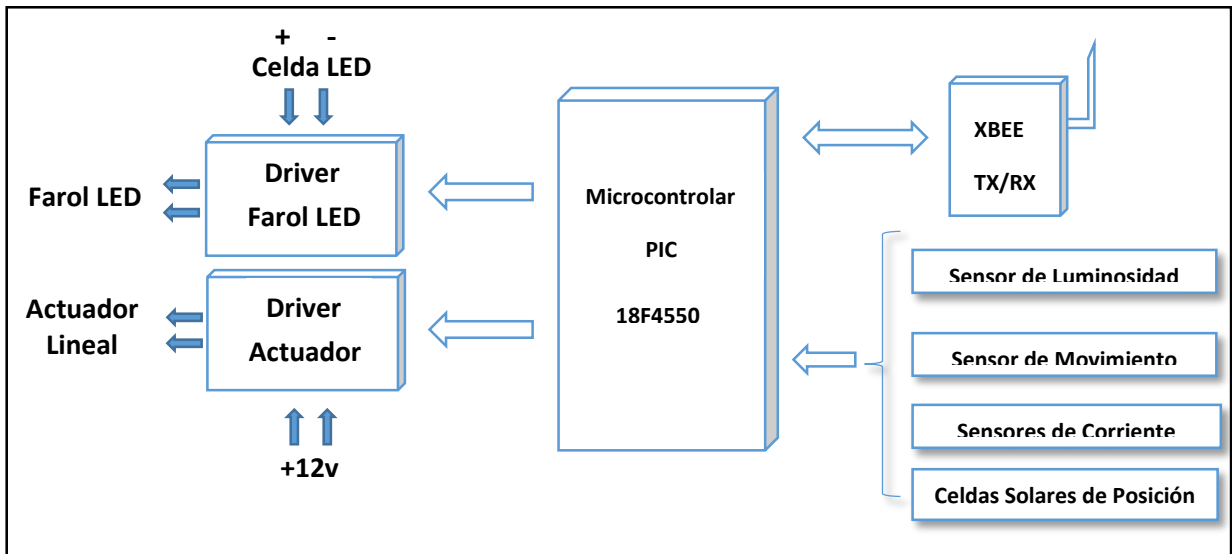 + -
Celda LED
Driver
Farol LED
Farol LED
Actuador
Lineal
Driver
Actuador
+12v
Microcontrolar
PIC
18F4550
XBEE
TX/RX
Sensor de Luminosidad
Sensor de Movimiento
Sensores de Corriente
Celdas Solares de Posición